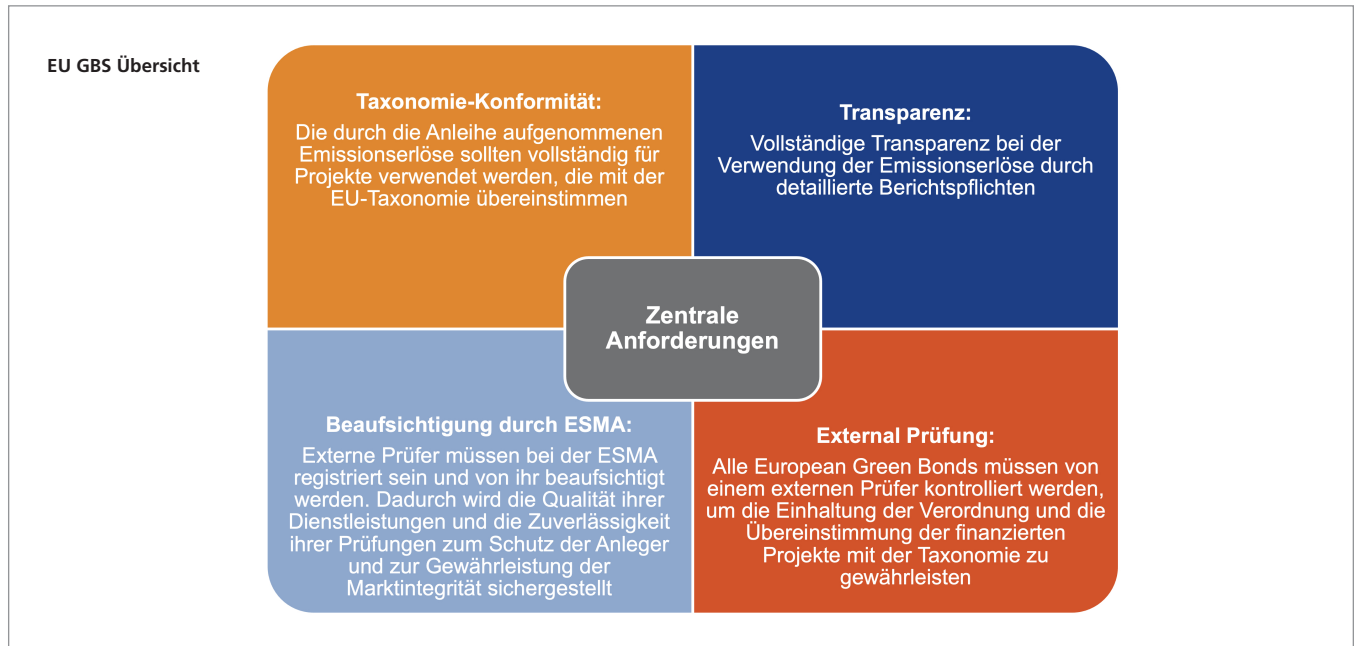 EU GBS Übersicht
Taxonomie-Konformität:
Die durch die Anleihe aufgenommenen
Emissionserlöse sollten vollständig für
Projekte verwendet werden, die mit der
EU-Taxonomie übereinstimmen
Transparenz:
Vollständige Transparenz bei der
Verwendung der Emissionserlöse durch
detaillierte Berichtspflichten
Zentrale
Anforderungen
Beaufsichtigung durch ESMA:
Externe Prüfer müssen bei der ESMA
registriert sein und von ihr beaufsichtigt
werden. Dadurch wird die Qualität ihrer
Dienstleistungen und die Zuverlässigkeit
ihrer Prüfungen zum Schutz der Anleger
und zur Gewährleistung der
Marktintegrität sichergestellt
External Prüfung:
Alle European Green Bonds müssen von
einem externen Prüfer kontrolliert werden,
um die Einhaltung der Verordnung und die
Übereinstimmung der finanzierten
Projekte mit der Taxonomie zu
gewährleisten